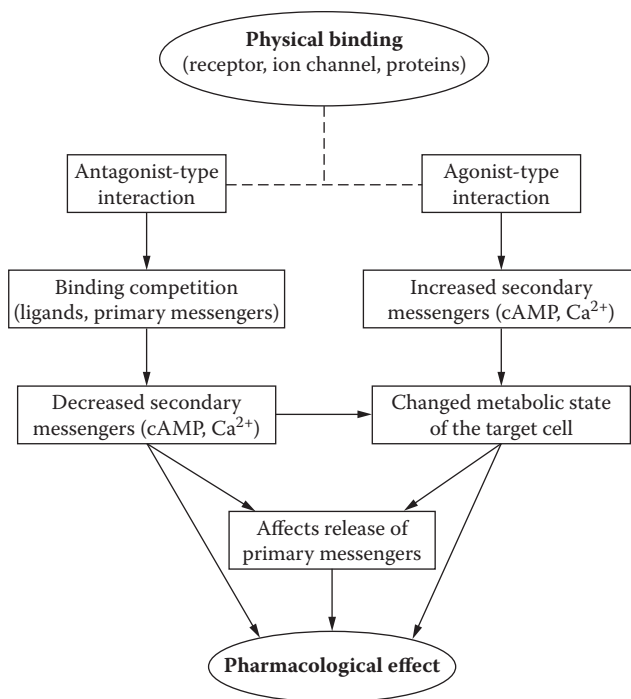 Physical binding
(receptor, ion channel, proteins)
Antagonist-type
interaction
Agonist-type
interaction
Binding competition
(ligands, primary messengers)
Increased secondary
messengers (cAMP, Ca²⁺)
Decreased secondary
messengers (cAMP, Ca²⁺)
Changed metabolic state
of the target cell
Affects release of
primary messengers
Pharmacological effect